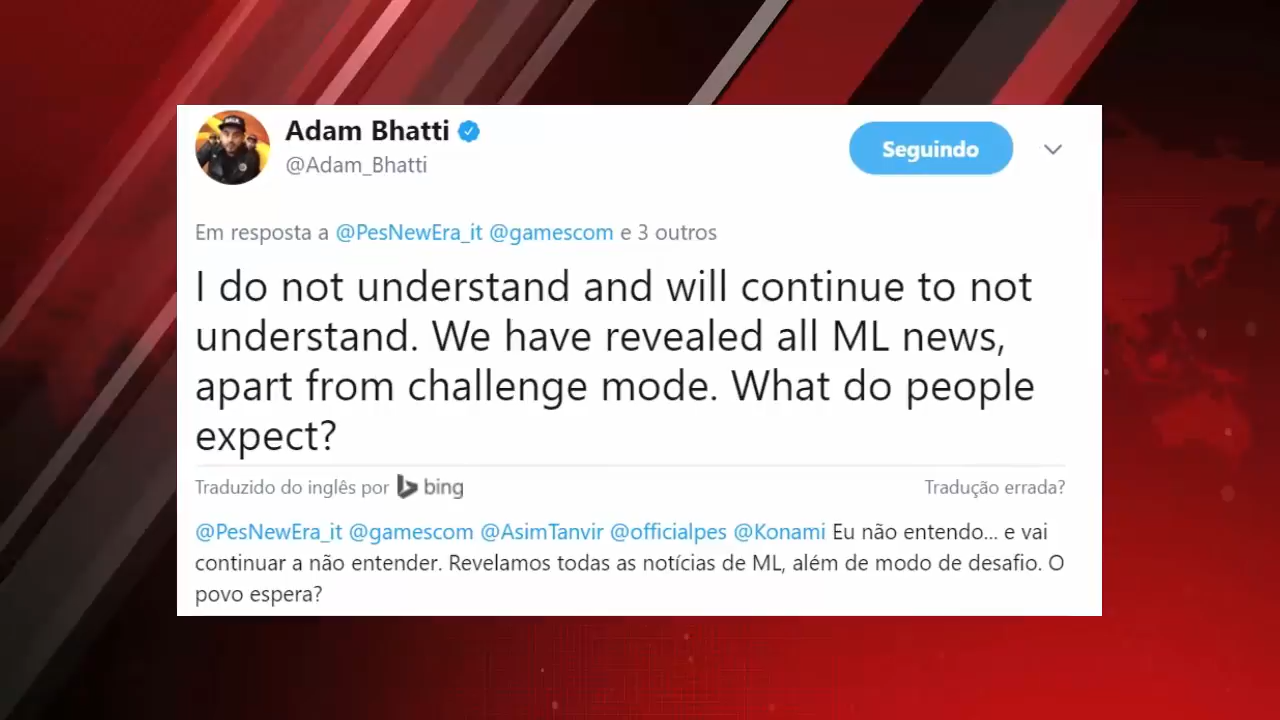 Adam Bhatti
@Adam_Bhatti
Seguindo
Em resposta a @PesNewEra_it @gamescom e 3 outros
I do not understand and will continue to not
understand. We have revealed all ML news,
apart from challenge mode. What do people
expect?
Traduzido do inglês por bing
Tradução errada?
@PesNewEra_it @gamescom @AsimTanvir @officialpes @Konami Eu não entendo... e vai
continuar a não entender. Revelamos todas as notícias de ML, além de modo de desafio. O
povo espera?